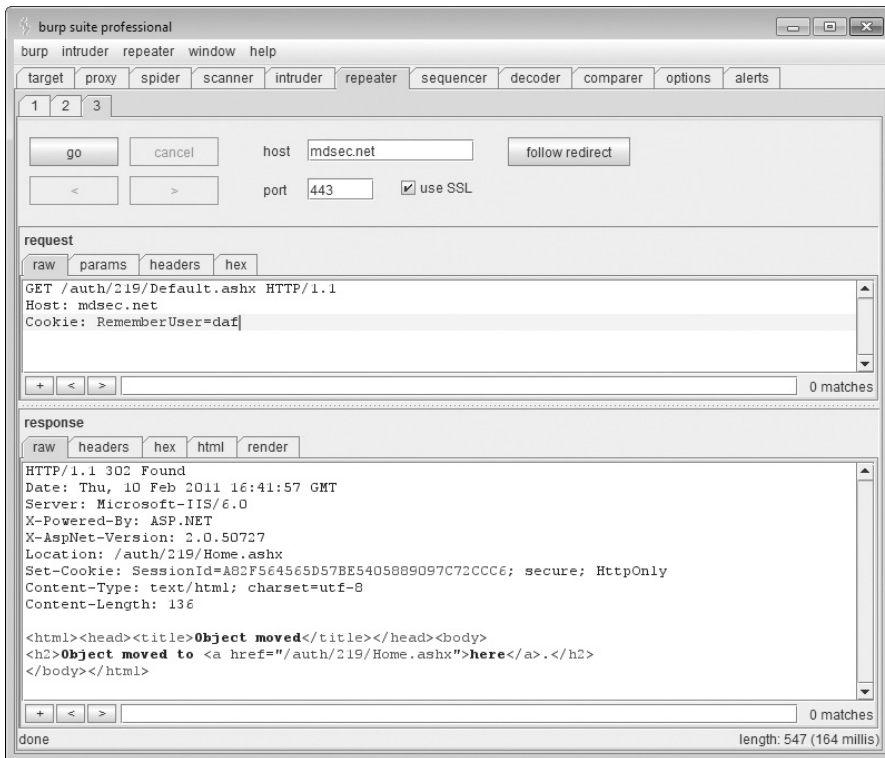 burp suite professional
burp intruder repeater window help
target proxy spider scanner intruder repeater sequencer decoder comparer options alerts
1 2 3
go cancel host mdsec.net follow redirect
< > port 443 use SSL
request
raw params headers hex
GET /auth/219/Default.ashx HTTP/1.1
Host: mdsec.net
Cookie: RememberUser=daf
+ < > 0 matches
response
raw headers hex html render
HTTP/1.1 302 Found
Date: Thu, 10 Feb 2011 16:41:57 GMT
Server: Microsoft-IIS/6.0
X-Powered-By: ASP.NET
X-AspNet-Version: 2.0.50727
Location: /auth/219/Home.ashx
Set-Cookie: SessionId=A82F564565D57BE5405889097C72CCC6; secure; HttpOnly
Content-Type: text/html; charset=utf-8
Content-Length: 136
<html><head><title>Object moved</title></head><body>
<h2>Object moved to <a href="/auth/219/Home.ashx">here</a>.</h2>
</body></html>
+ < > 0 matches
done length: 547 (164 millis)